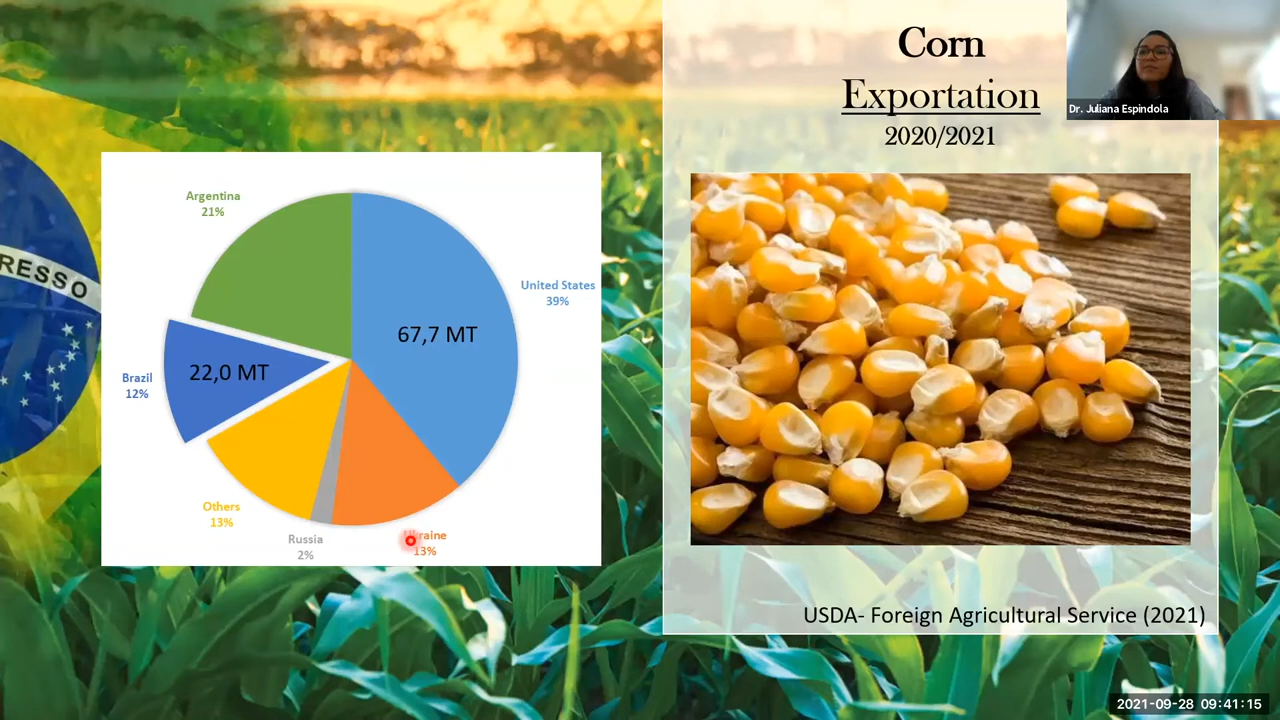 Corn
Exportation
2020/2021
Dr. Juliana Espindola
RESSO
Argentina
21%
United States
39%
67,7 MT
Brazil
12%
22,0 MT
Others
13%
Russia
2%
13%
USDA- Foreign Agricultural Service (2021)
2021-09-28 09:41:15